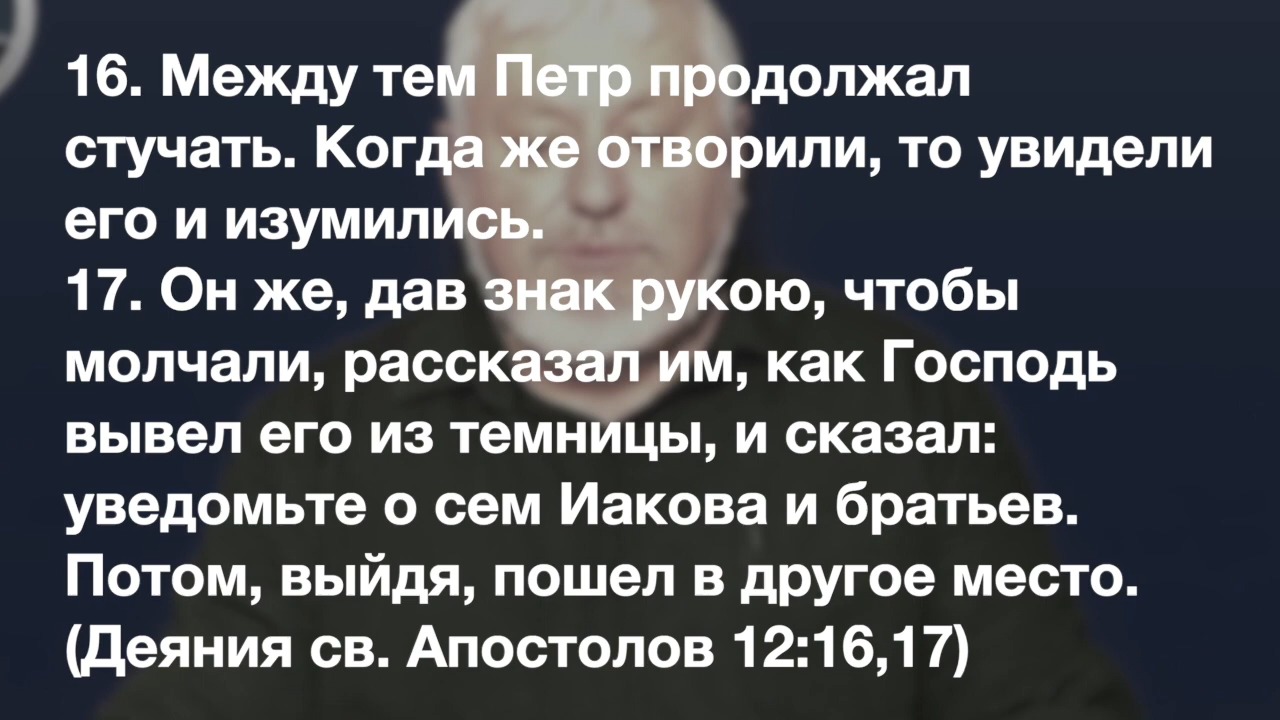 16. Между тем Петр продолжал
стучать. Когда же отворили, то увидели
его и изумились.
17. Он же, дав знак рукою, чтобы
молчали, рассказал им, как Господь
вывел его из темницы, и сказал:
уведомьте о сем Иакова и братьев.
Потом, выйдя, пошел в другое место.
(Деяния св. Апостолов 12:16,17)